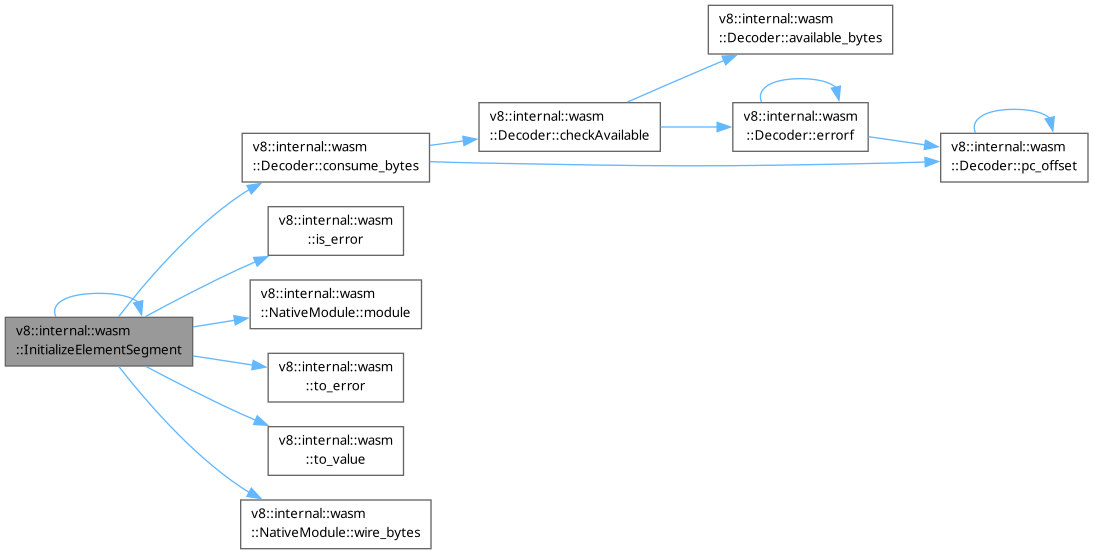 v8::internal::wasm
::Decoder::available_bytes
v8::internal::wasm
::Decoder::checkAvailable
v8::internal::wasm
::Decoder::errorf
v8::internal::wasm
::Decoder::consume_bytes
v8::internal::wasm
::Decoder::pc_offset
v8::internal::wasm
::is_error
v8::internal::wasm
::NativeModule::module
v8::internal::wasm
::InitializeElementSegment
v8::internal::wasm
::to_error
v8::internal::wasm
::to_value
v8::internal::wasm
::NativeModule::wire_bytes